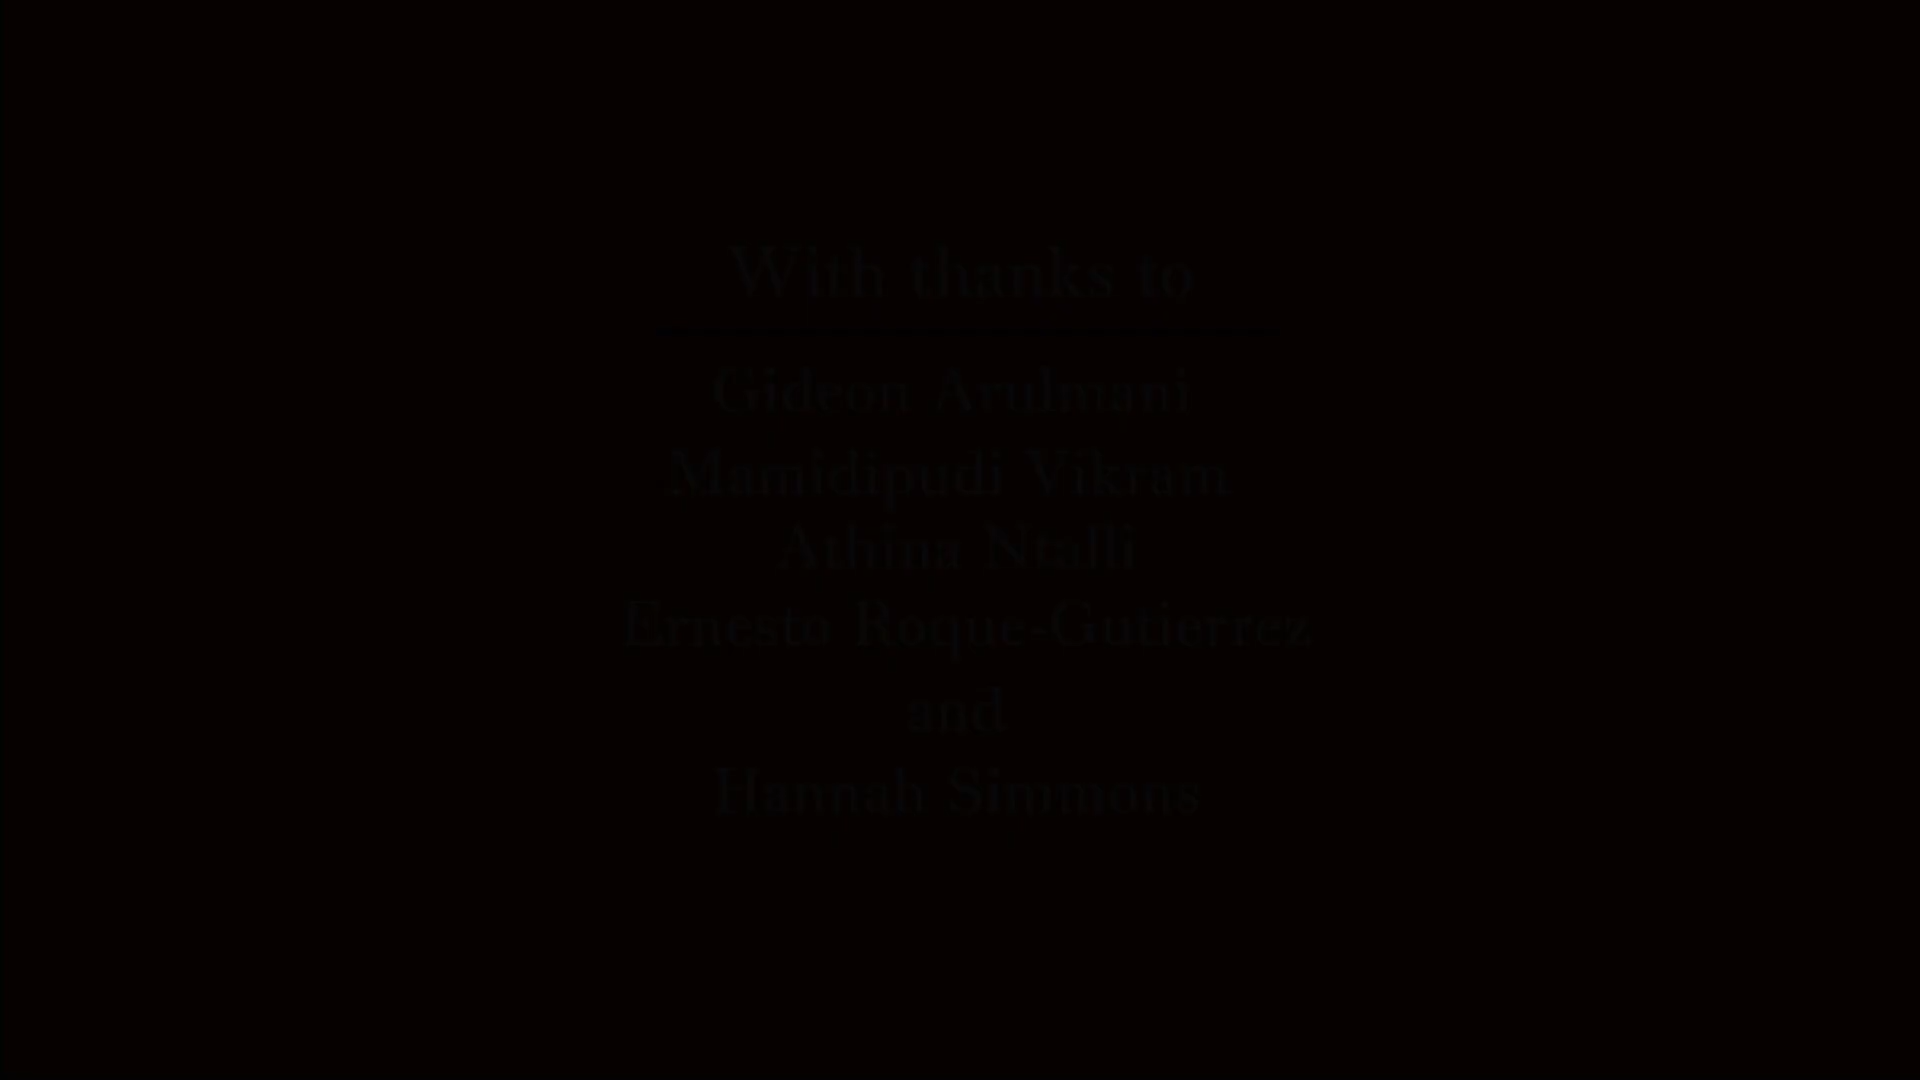 With thanks to
Gideon Arulmani
Mamidipudi Vikram
Athina Ntalli
Ernesto Roque-Gutierrez
and
Hannah Simmons